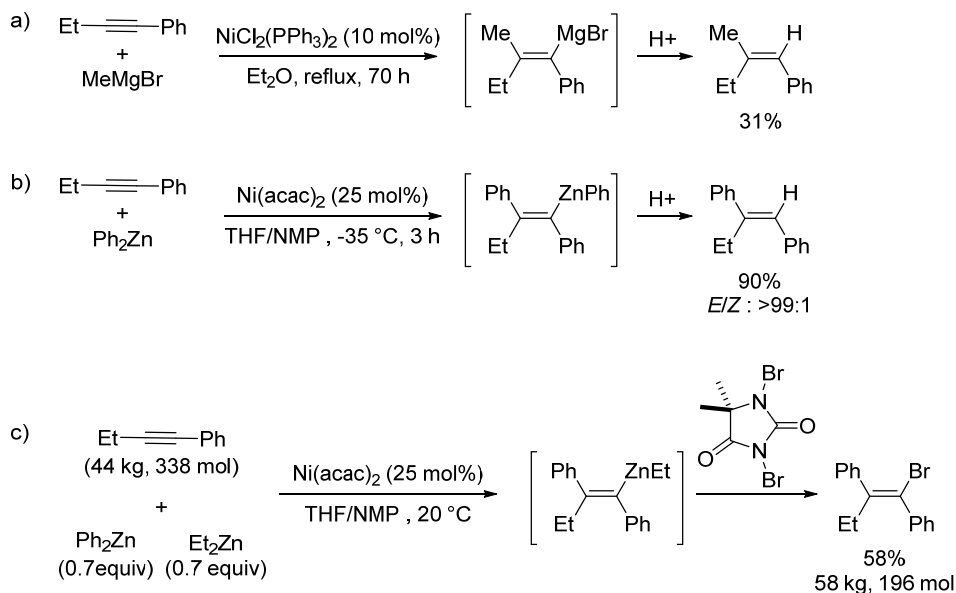 a)
Et Ph
+
MeMgBr
NiCl2(PPh3)2 (10 mol%)
Et2O, reflux, 70 h
Me MgBr
Et Ph
H+
Me H
Et Ph
31%
b)
Et Ph
+
Ph2Zn
Ni(acac)2 (25 mol%)
THF/NMP , -35 °C, 3 h
Ph ZnPh
Et Ph
H+
Ph H
Et Ph
90%
E/Z : >99:1
c)
Et Ph
(44 kg, 338 mol)
+
Ph2Zn Et2Zn
(0.7equiv) (0.7 equiv)
Ni(acac)2 (25 mol%)
THF/NMP , 20 °C
Ph ZnEt
Et Ph
Br
N
O
N
O
Br
Ph Br
Et Ph
58%
58 kg, 196 mol